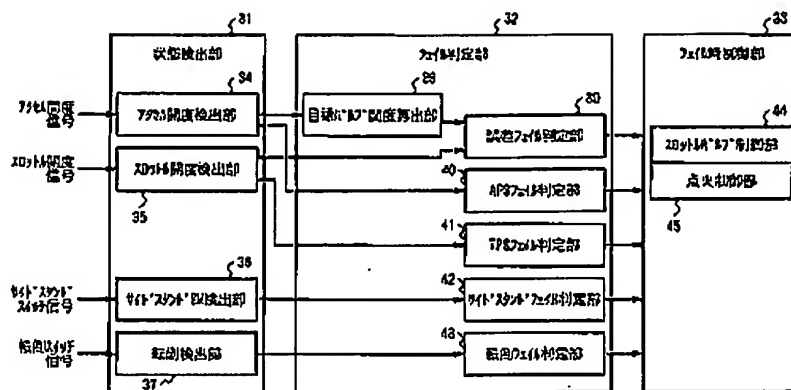 31
32
33
状態検出部
フェイル判定部
フェイル時制御部
アクセル開度
信号
34
アクセル開度検出部
39
目標バルブ開度算出部
30
フェイル判定部
44
スロットルバルブ制御部
点火制御部
45
スロットル開度
信号
スロットル開度検出部
35
40
APSフェイル判定部
41
TPSフェイル判定部
サイドスタンド
スイッチ信号
36
サイドスタンド 検出部
42
サイドスタンドフェイル判定部
転倒スイッチ
信号
転倒検出部
37
43
転倒フェイル判定部